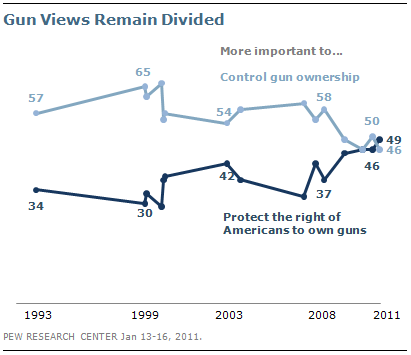 Gun Views Remain Divided
More important to...
Control gun ownership
57
65
54
58
50
49
46
46
34
30
42
37
Protect the right of
Americans to own guns
1993
1999
2003
2008
2011
PEW RESEARCH CENTER Jan 13-16, 2011.